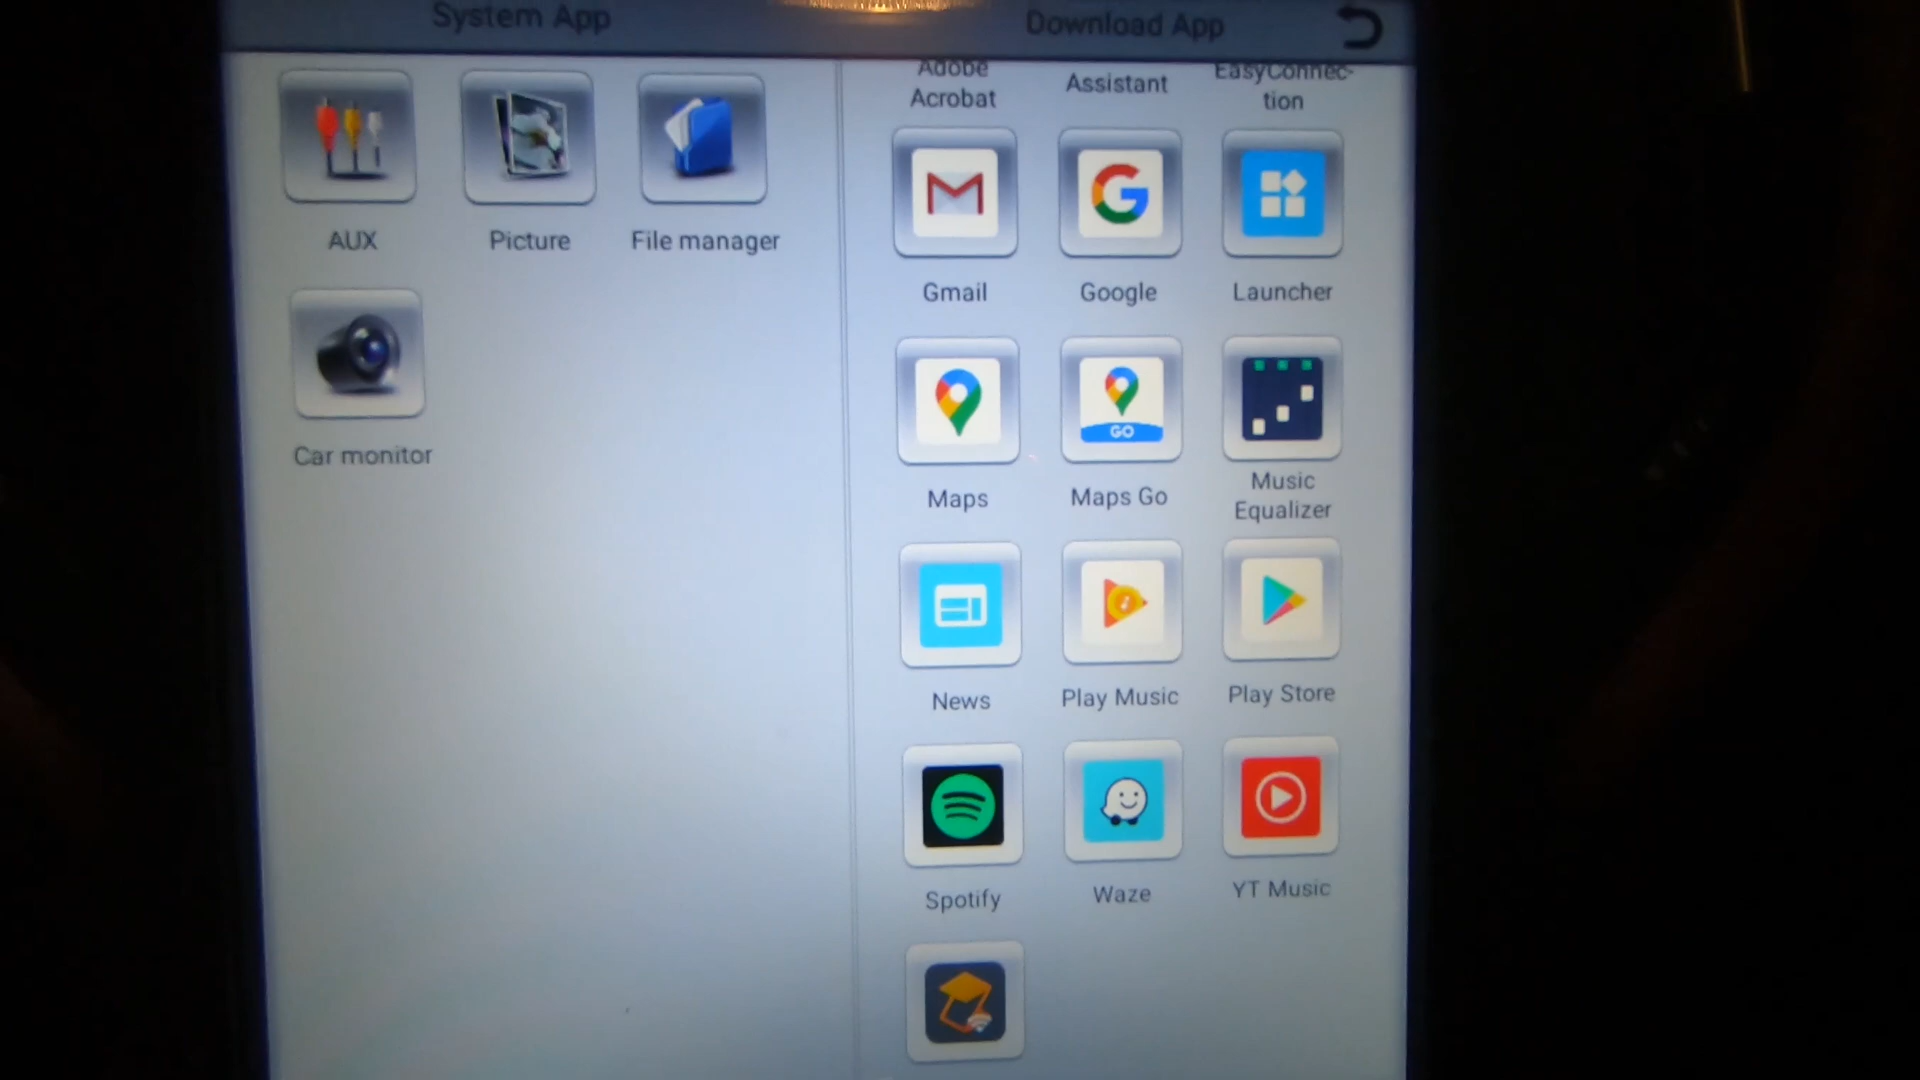 System App
Download App
AUX
Picture
File manager
Car monitor
Adobe
Acrobat
Assistant
EasyConnec-
tion
Gmail
Google
Launcher
Maps
GO
Maps Go
Music
Equalizer
News
Play Music
Play Store
Spotify
Waze
YT Music